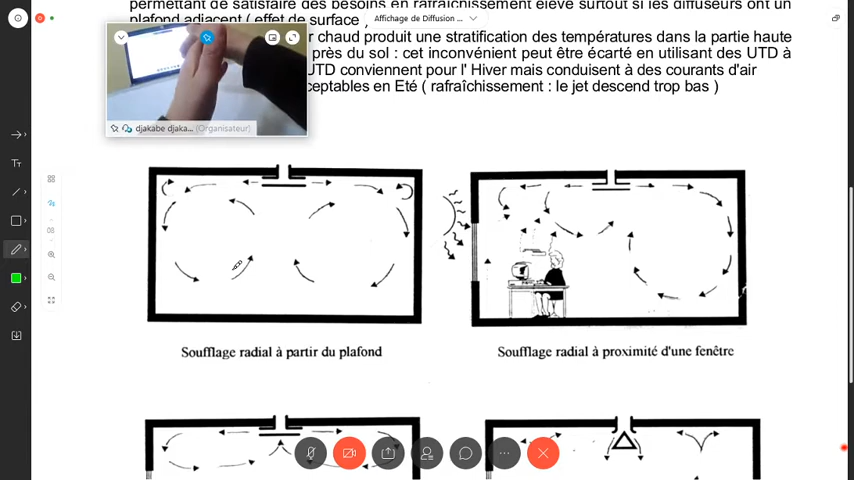 permettant de satisfaire des besoins en rafraîchissement élevé surtout si les diffuseurs ont un
plafond adjacent ( effet de surface )
Affichage de Diffusion ...
r chaud produit une stratification des températures dans la partie haute
près du sol : cet inconvénient peut être écarté en utilisant des UTD à
UTD conviennent pour l' Hiver mais conduisent à des courants d'air
ceptables en Eté ( rafraîchissement : le jet descend trop bas )
djakabe djaka... (Organisateur)
Soufflage radial à partir du plafond
Soufflage radial à proximité d'une fenêtre